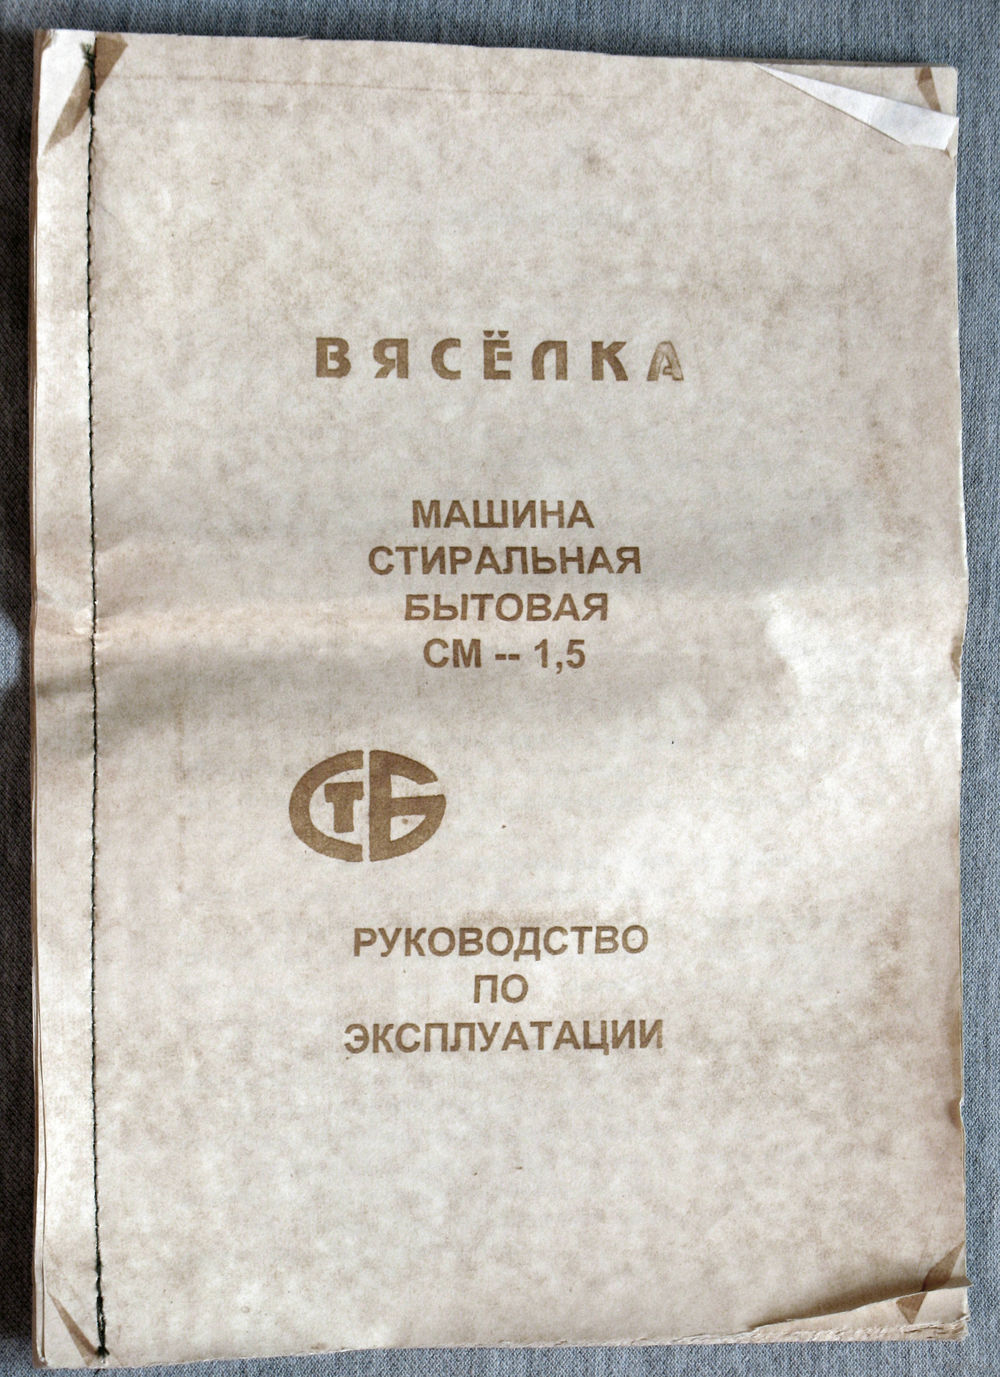 ВЯСЁЛКА
МАШИНА
СТИРАЛЬНАЯ
БЫТОВАЯ
СМ -- 1,5
СТБ
РУКОВОДСТВО
ПО
ЭКСПЛУАТАЦИИ